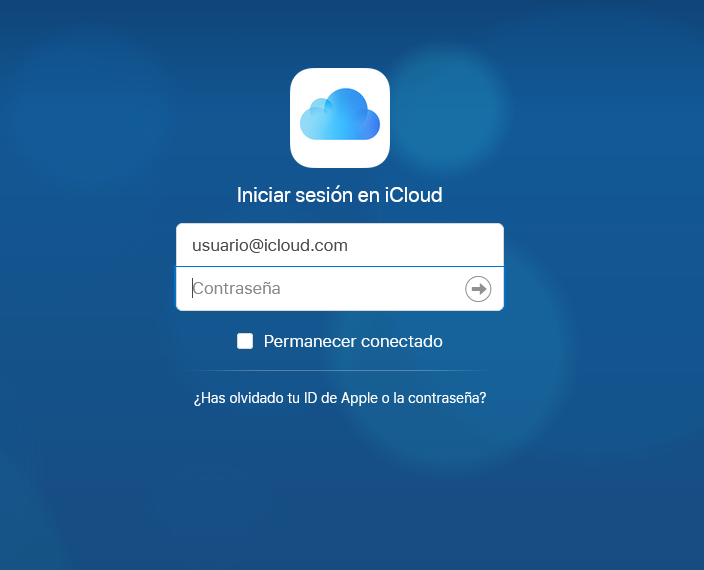 Iniciar sesión en iCloud
usuario@icloud.com
Contraseña
Permanecer conectado
¿Has olvidado tu ID de Apple o la contraseña?